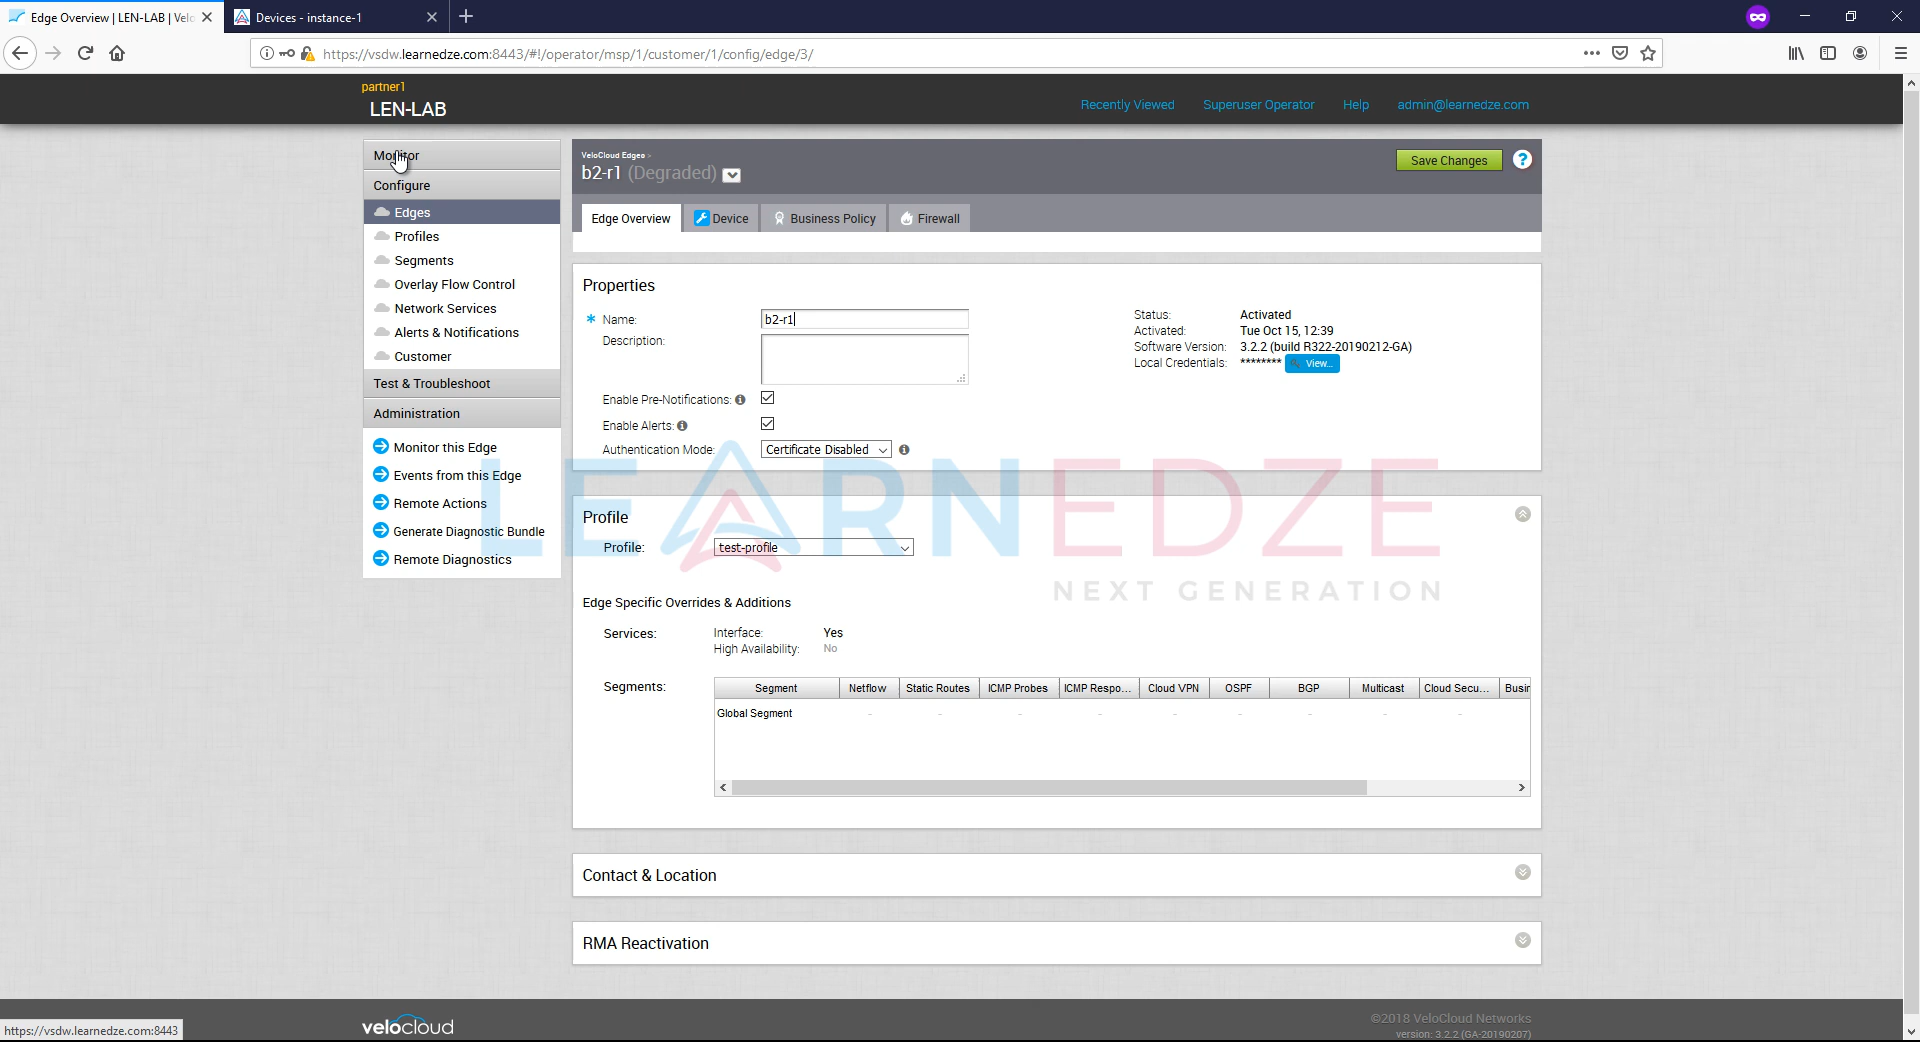 Edge Overview | LEN-LAB | Velo
Devices - instance-1
https://vsdw.learnedze.com:8443/#!/operator/msp/1/customer/1/config/edge/3/
partner1
LEN-LAB
Recently Viewed
Superuser Operator
Help
admin@learnedze.com
Monitor
Configure
Edges
Profiles
Segments
Overlay Flow Control
Network Services
Alerts & Notifications
Customer
Test & Troubleshoot
Administration
Monitor this Edge
Events from this Edge
Remote Actions
Generate Diagnostic Bundle
Remote Diagnostics
VeloCloud Edges >
b2-r1 (Degraded)
Save Changes
?
Edge Overview
Device
Business Policy
Firewall
Properties
* Name: b2-r1
Description:
Enable Pre-Notifications:
Enable Alerts:
Authentication Mode: Certificate Disabled
Status: Activated
Activated: Tue Oct 15, 12:39
Software Version: 3.2.2 (build R322-20190212-GA)
Local Credentials: ******** View...
LEARNEDZE
NEXT GENERATION
Profile
Profile: test-profile
Edge Specific Overrides & Additions
Services: Interface: Yes
High Availability: No
Segments: Segment Netflow Static Routes ICMP Probes ICMP Respo... Cloud VPN OSPF BGP Multicast Cloud Secu... Busin
Global Segment - - - - - - - - -
Contact & Location
RMA Reactivation
https://vsdw.learnedze.com:8443
velocloud
©2018 VeloCloud Networks
version: 3.2.2 (GA-20190207)